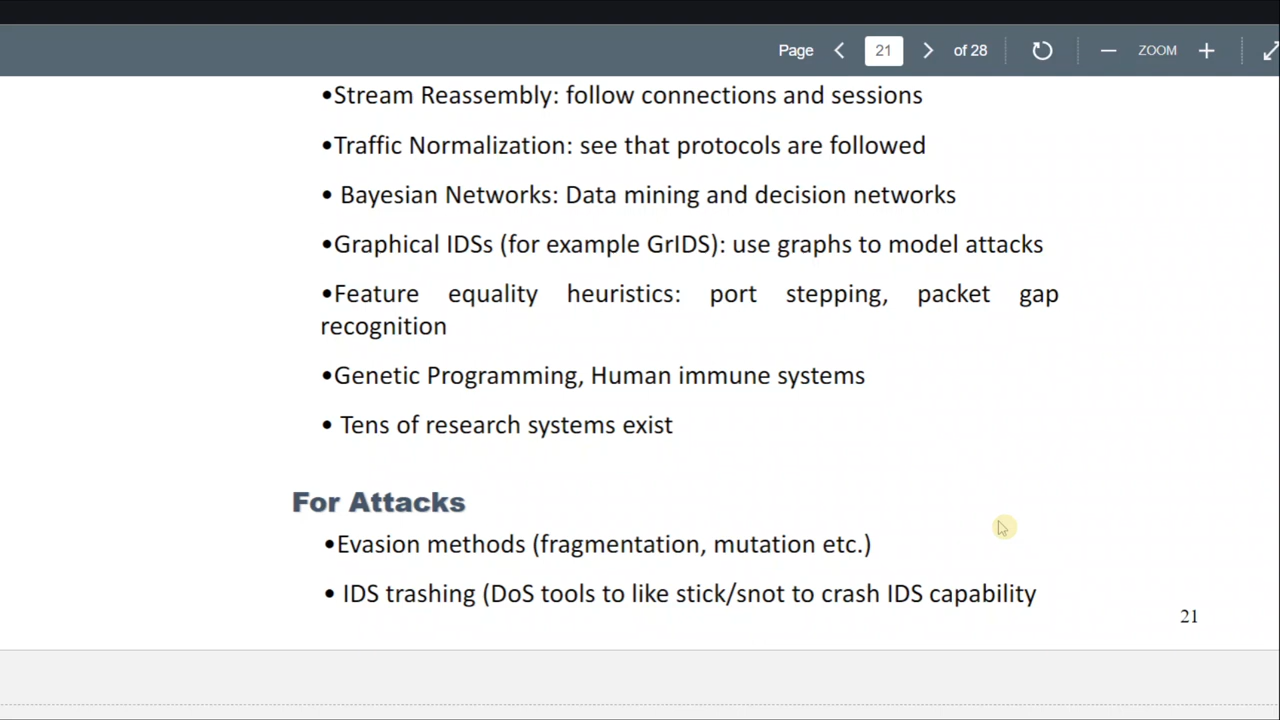 Page 21 of 28 ZOOM
•Stream Reassembly: follow connections and sessions
•Traffic Normalization: see that protocols are followed
• Bayesian Networks: Data mining and decision networks
•Graphical IDSs (for example GrIDS): use graphs to model attacks
•Feature equality heuristics: port stepping, packet gap
recognition
•Genetic Programming, Human immune systems
• Tens of research systems exist
For Attacks
•Evasion methods (fragmentation, mutation etc.)
• IDS trashing (DoS tools to like stick/snot to crash IDS capability
21